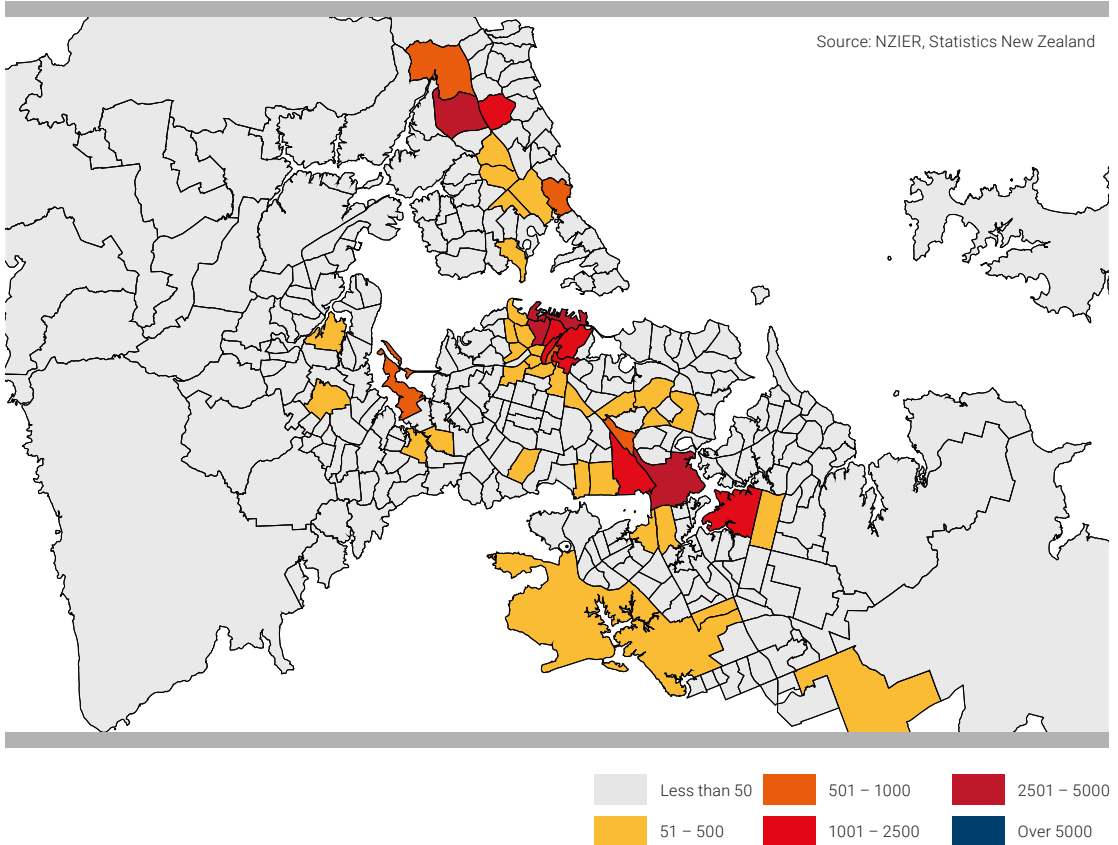 Source: NZIER, Statistics New Zealand
Less than 50
501 – 1000
2501 – 5000
51 – 500
1001 – 2500
Over 5000